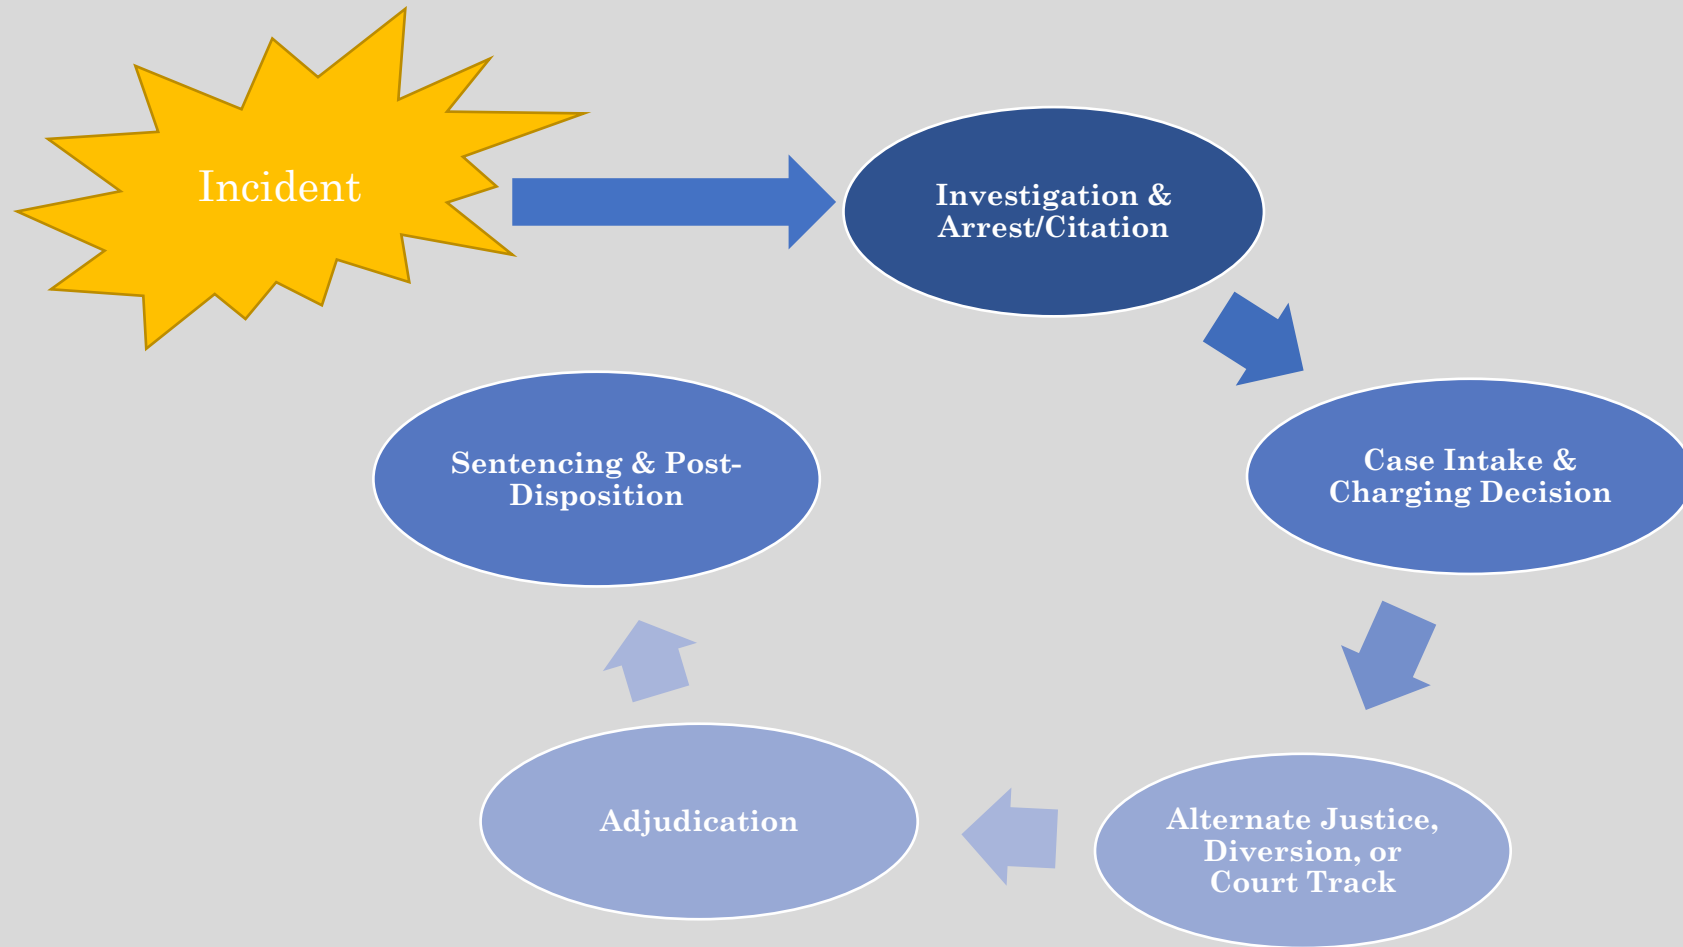 Incident
Investigation &
Arrest/Citation
Case Intake &
Charging Decision
Alternate Justice,
Diversion, or
Court Track
Adjudication
Sentencing & Post-
Disposition